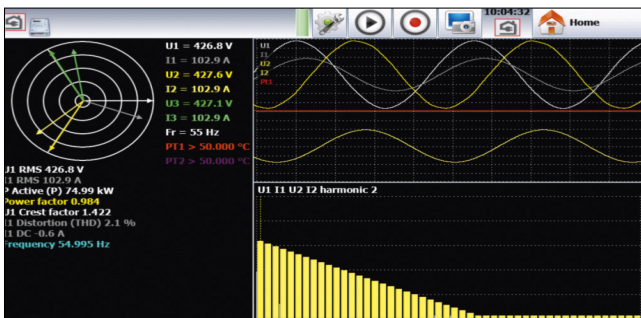 10:04:32
Home
U1 = 426.8 V
I1 = 102.9 A
U2 = 427.6 V
I2 = 102.9 A
U3 = 427.1 V
I3 = 102.9 A
Fr = 55 Hz
PT1 > 50.000 °C
PT2 > 50.000 °C
U1
I1
U2
I2
Pt1
U1 RMS 426.8 V
I1 RMS 102.9 A
P Active (P) 74.99 kW
Power factor 0.984
U1 Crest factor 1.422
I1 Distortion (THD) 2.1 %
I1 DC -0.6 A
Frequency 54.995 Hz
U1 I1 U2 I2 harmonic 2